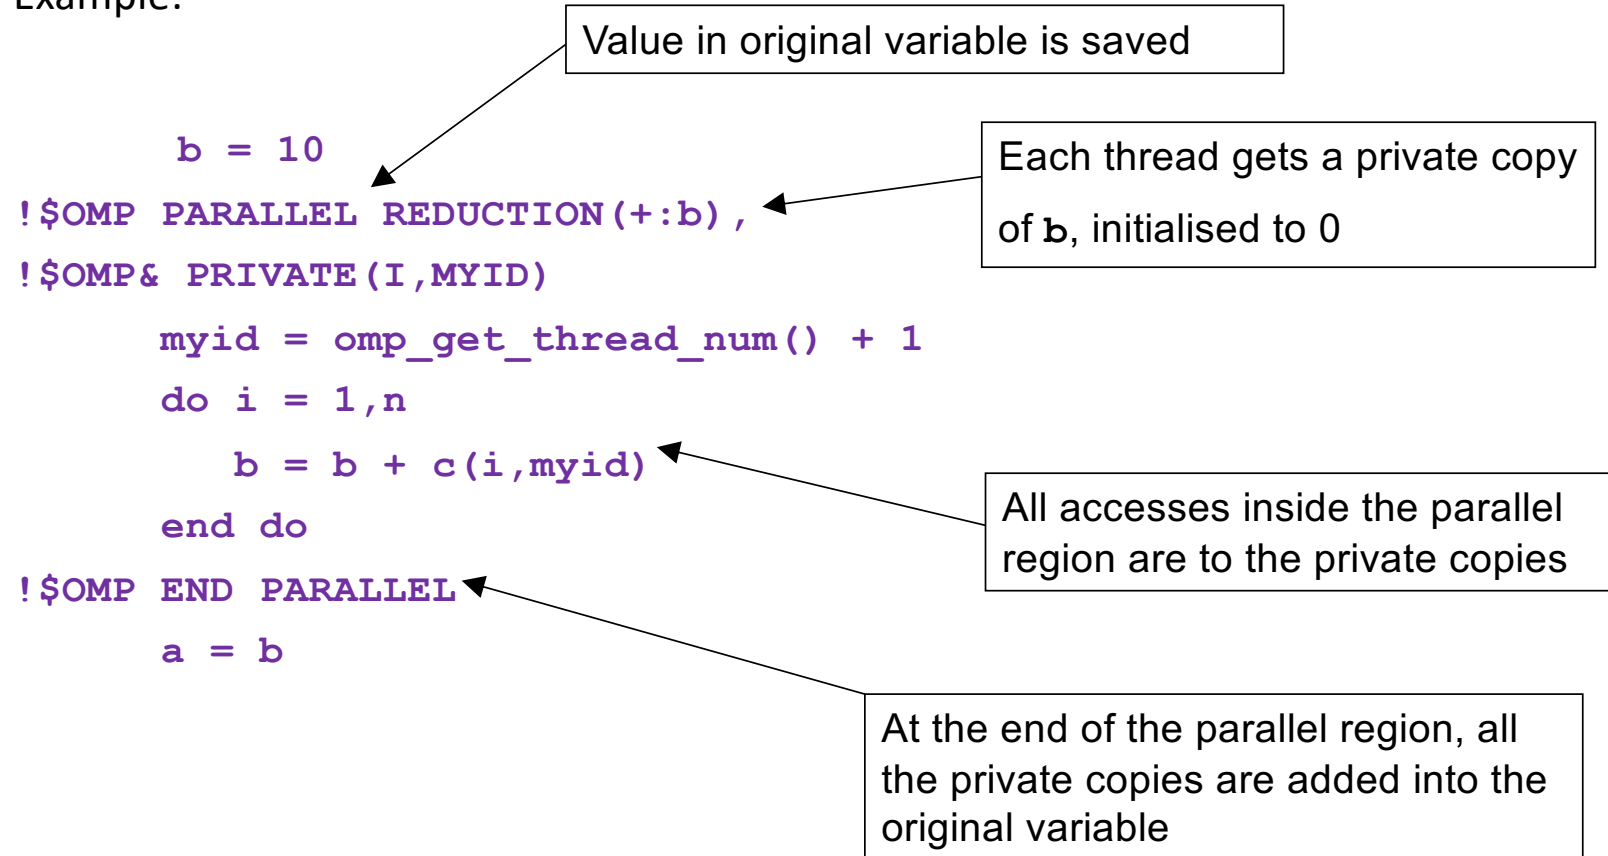 Example:
Value in original variable is saved
b = 10
Each thread gets a private copy
of b, initialised to 0
!$OMP PARALLEL REDUCTION(+:b),
!$OMP& PRIVATE(I,MYID)
myid = omp_get_thread_num() + 1
do i = 1,n
b = b + c(i,myid)
All accesses inside the parallel
region are to the private copies
end do
!$OMP END PARALLEL
a = b
At the end of the parallel region, all
the private copies are added into the
original variable